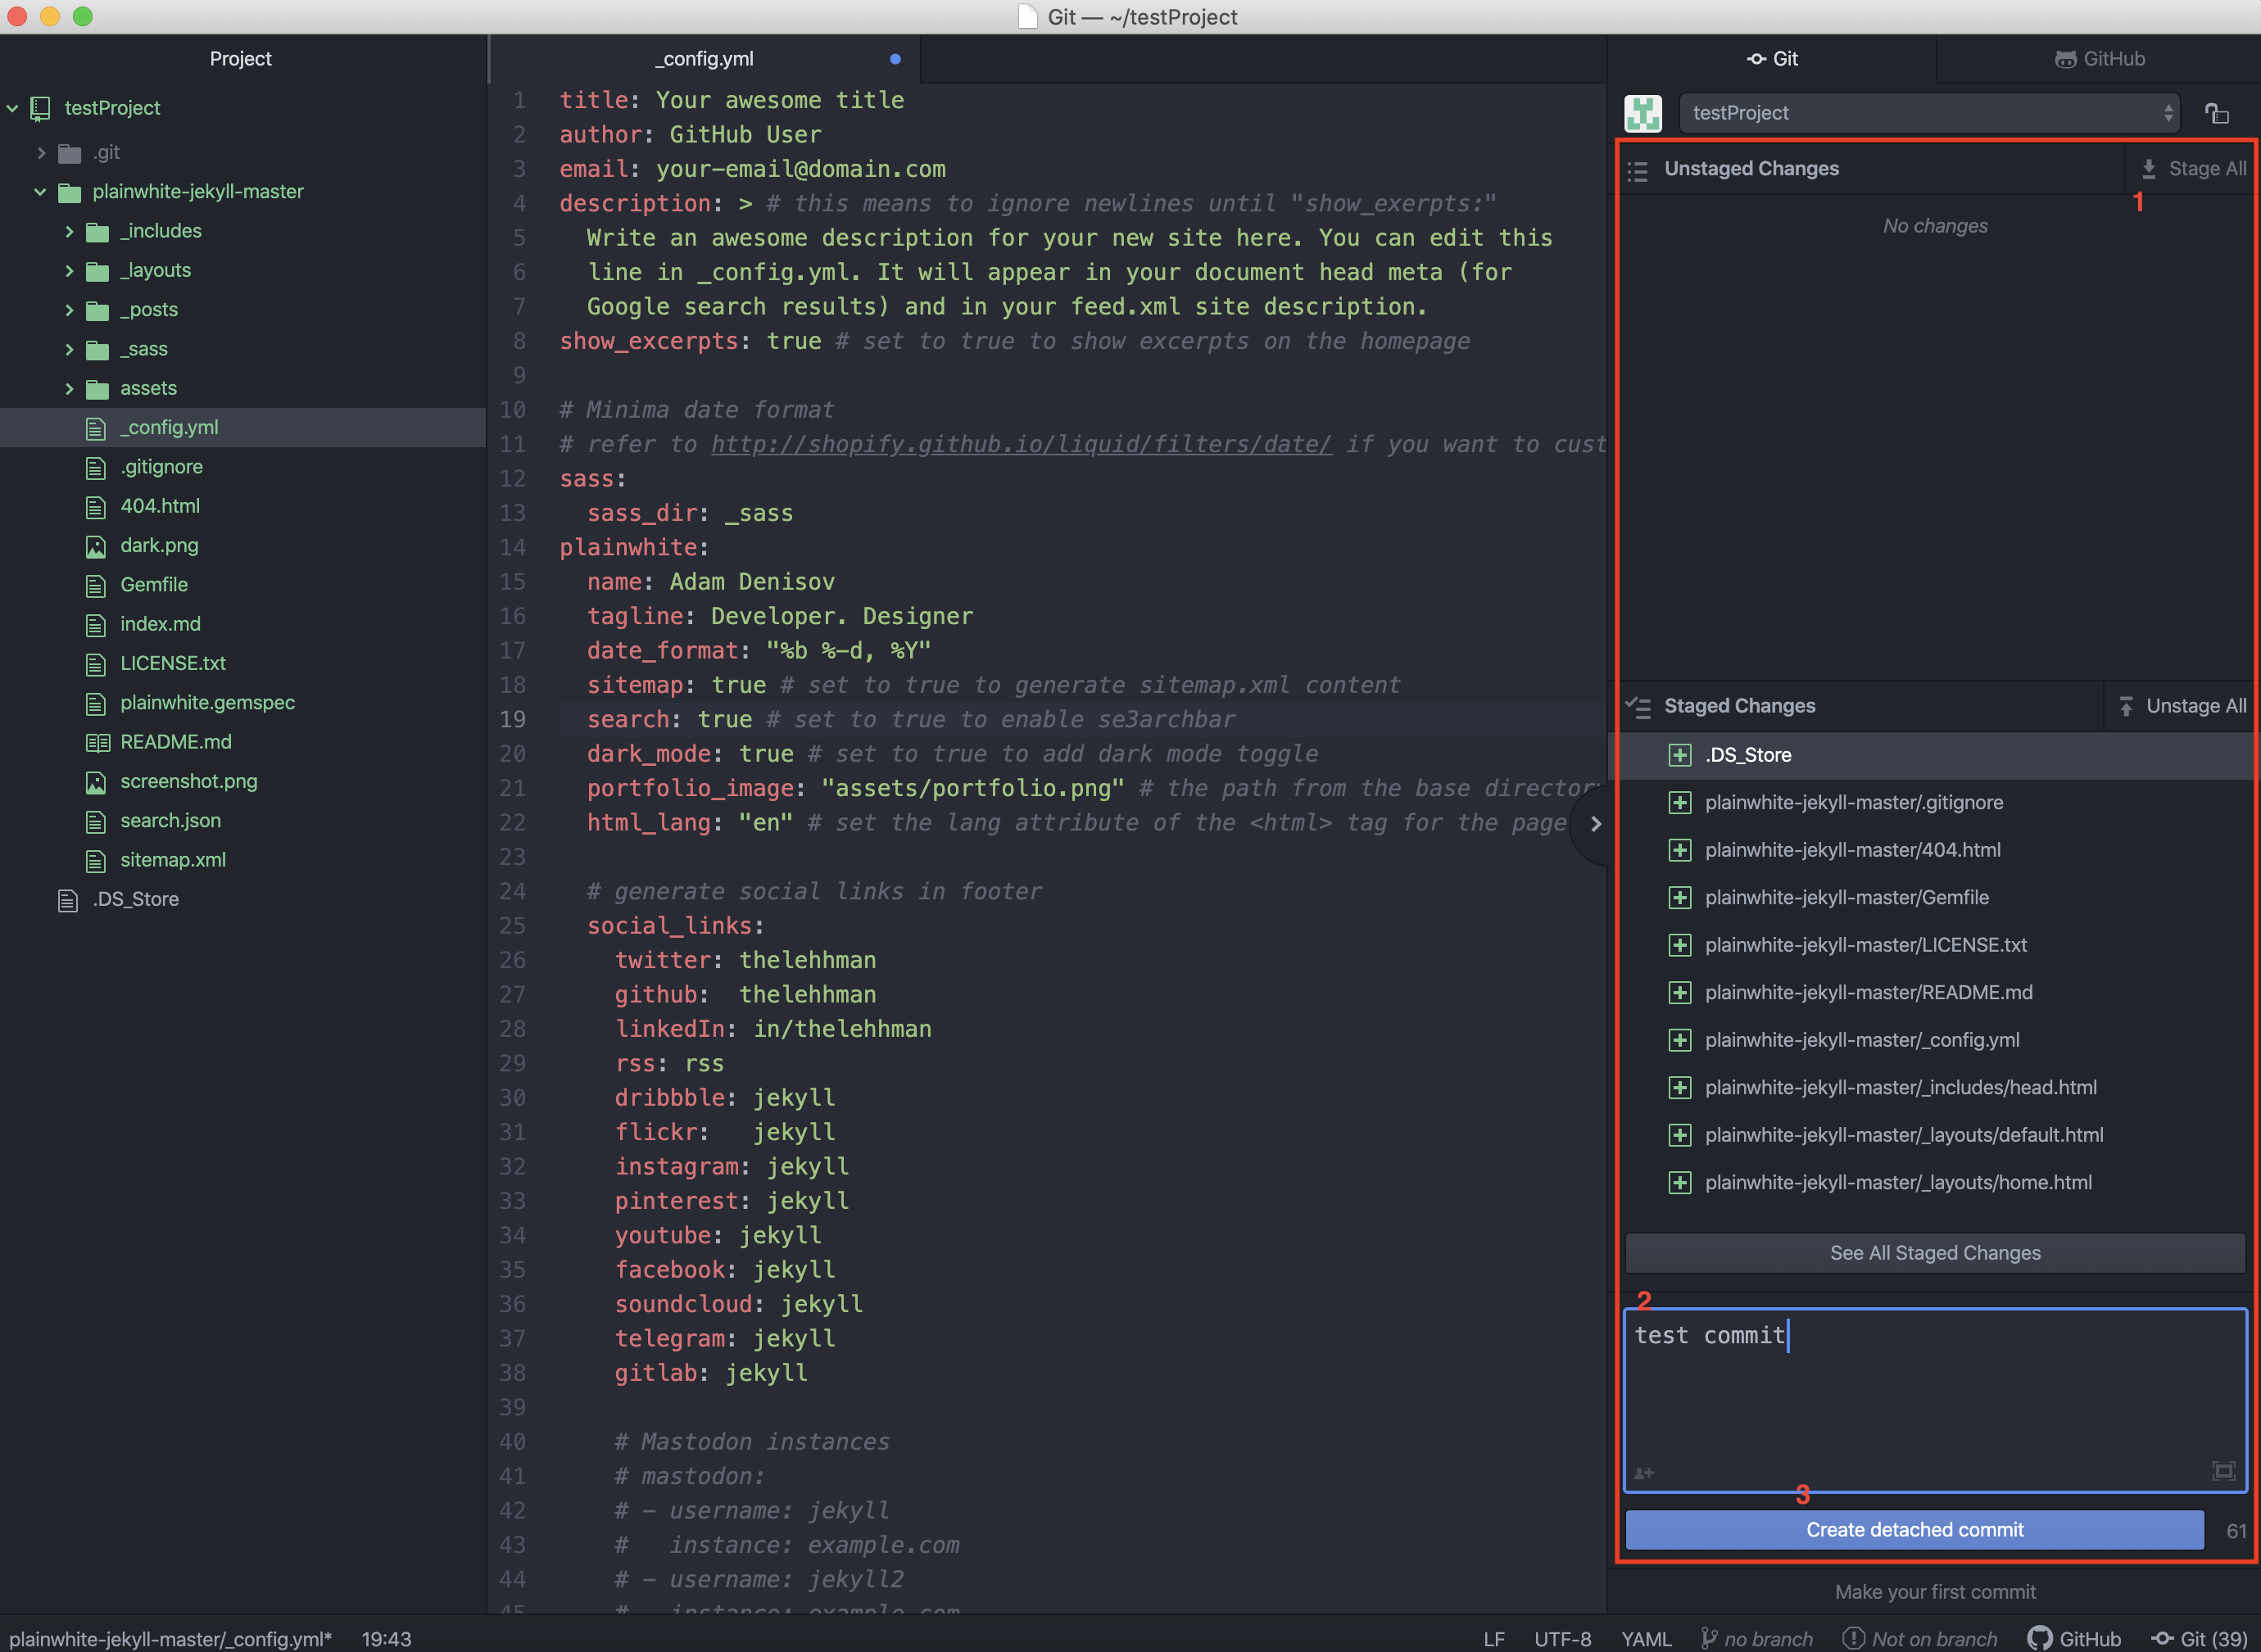 Git — ~/testProject
Project
testProject
.git
plainwhite-jekyll-master
_includes
_layouts
_posts
_sass
assets
_config.yml
.gitignore
404.html
dark.png
Gemfile
index.md
LICENSE.txt
plainwhite.gemspec
README.md
screenshot.png
search.json
sitemap.xml
.DS_Store
_config.yml
1 title: Your awesome title
2 author: GitHub User
3 email: your-email@domain.com
4 description: > # this means to ignore newlines until "show_exerpts:"
5 Write an awesome description for your new site here. You can edit this
6 line in _config.yml. It will appear in your document head meta (for
7 Google search results) and in your feed.xml site description.
8 show_excerpts: true # set to true to show excerpts on the homepage
9
10 # Minima date format
11 # refer to http://shopify.github.io/liquid/filters/date/ if you want to cust
12 sass:
13 sass_dir: _sass
14 plainwhite:
15 name: Adam Denisov
16 tagline: Developer. Designer
17 date_format: "%b %-d, %Y"
18 sitemap: true # set to true to generate sitemap.xml content
19 search: true # set to true to enable se3archbar
20 dark_mode: true # set to true to add dark mode toggle
21 portfolio_image: "assets/portfolio.png" # the path from the base director
22 html_lang: "en" # set the lang attribute of the <html> tag for the page
23
24 # generate social links in footer
25 social_links:
26 twitter: thelehhman
27 github: thelehhman
28 linkedIn: in/thelehhman
29 rss: rss
30 dribbble: jekyll
31 flickr: jekyll
32 instagram: jekyll
33 pinterest: jekyll
34 youtube: jekyll
35 facebook: jekyll
36 soundcloud: jekyll
37 telegram: jekyll
38 gitlab: jekyll
39
40 # Mastodon instances
41 # mastodon:
42 # - username: jekyll
43 # instance: example.com
44 # - username: jekyll2
45 # instance: example.com
Git
GitHub
testProject
Unstaged Changes
Stage All
1
No changes
Staged Changes
Unstage All
.DS_Store
plainwhite-jekyll-master/.gitignore
plainwhite-jekyll-master/404.html
plainwhite-jekyll-master/Gemfile
plainwhite-jekyll-master/LICENSE.txt
plainwhite-jekyll-master/README.md
plainwhite-jekyll-master/_config.yml
plainwhite-jekyll-master/_includes/head.html
plainwhite-jekyll-master/_layouts/default.html
plainwhite-jekyll-master/_layouts/home.html
See All Staged Changes
2
test commit
3
Create detached commit
61
Make your first commit
plainwhite-jekyll-master/_config.yml* 19:43
LF UTF-8 YAML no branch Not on branch GitHub Git (39)